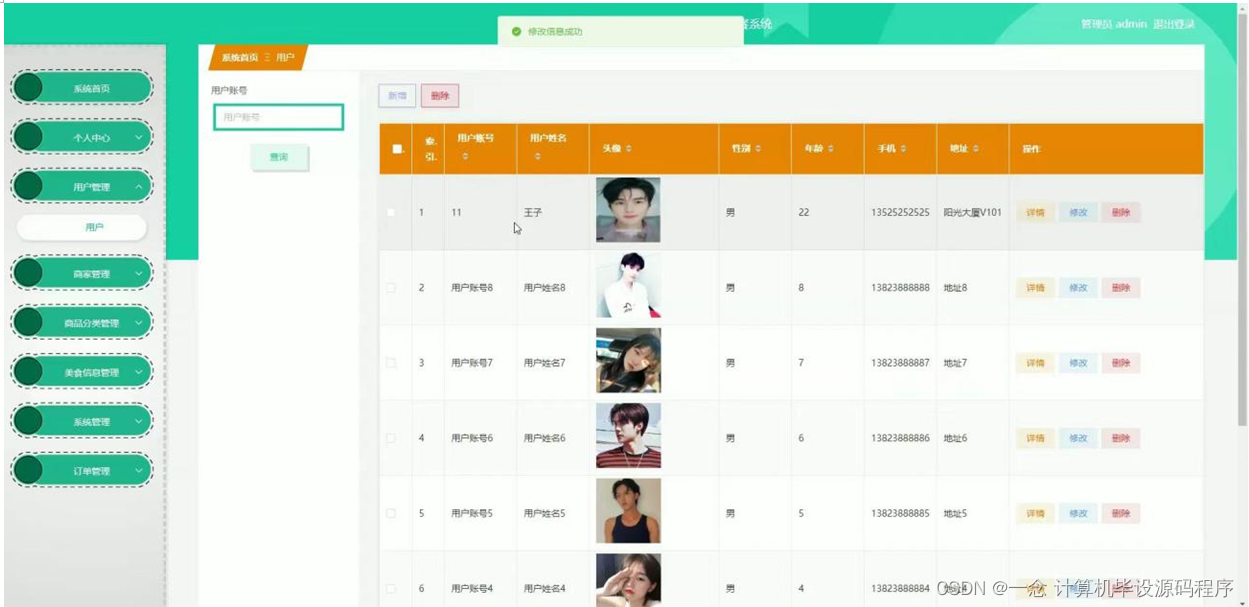 修改信息成功
餐系统
管理员 admin 退出登录
系统首页
个人中心
用户管理
用户
商家管理
商品分类管理
美食信息管理
系统管理
订单管理
系统首页 Ξ 用户
用户账号
用户账号
查询
新增 删除
索引 用户账号 用户姓名 头像 性别 年龄 手机 地址 操作
1 11 王子 男 22 13525252525 阳光大厦V101 详情 修改 删除
2 用户账号8 用户姓名8 男 8 13823888888 地址8 详情 修改 删除
3 用户账号7 用户姓名7 男 7 13823888887 地址7 详情 修改 删除
4 用户账号6 用户姓名6 男 6 13823888886 地址6 详情 修改 删除
5 用户账号5 用户姓名5 男 5 13823888885 地址5 详情 修改 删除
6 用户账号4 用户姓名4 男 4 13823888884 地址4
CSDN @一念 计算机毕设源码程序